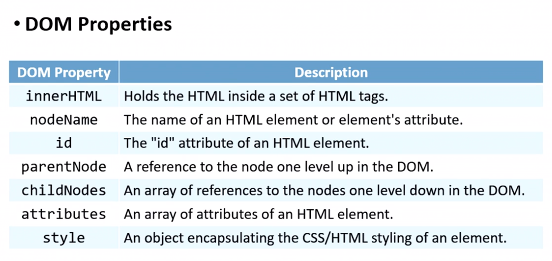 • DOM Properties
DOM Property Description
innerHTML Holds the HTML inside a set of HTML tags.
nodeName The name of an HTML element or element's attribute.
id The "id" attribute of an HTML element.
parentNode A reference to the node one level up in the DOM.
childNodes An array of references to the nodes one level down in the DOM.
attributes An array of attributes of an HTML element.
style An object encapsulating the CSS/HTML styling of an element.